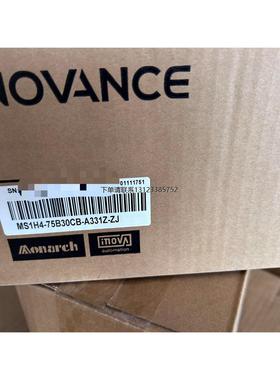 INOVANCE
SN
01111751
下单请联系13123385752
MS1H4-75B30CB-A331Z-ZJ
Monarch
inovA
automation